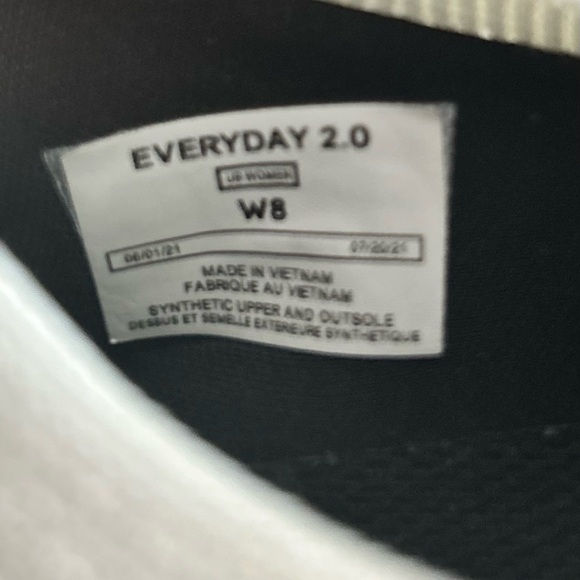 EVERYDAY 2.0
US WOMEN
W8
06/01/21 07/20/21
MADE IN VIETNAM
FABRIQUE AU VIETNAM
SYNTHETIC UPPER AND OUTSOLE
DESSUS ET SEMELLE EXTERIEURE SYNTHETIQUE